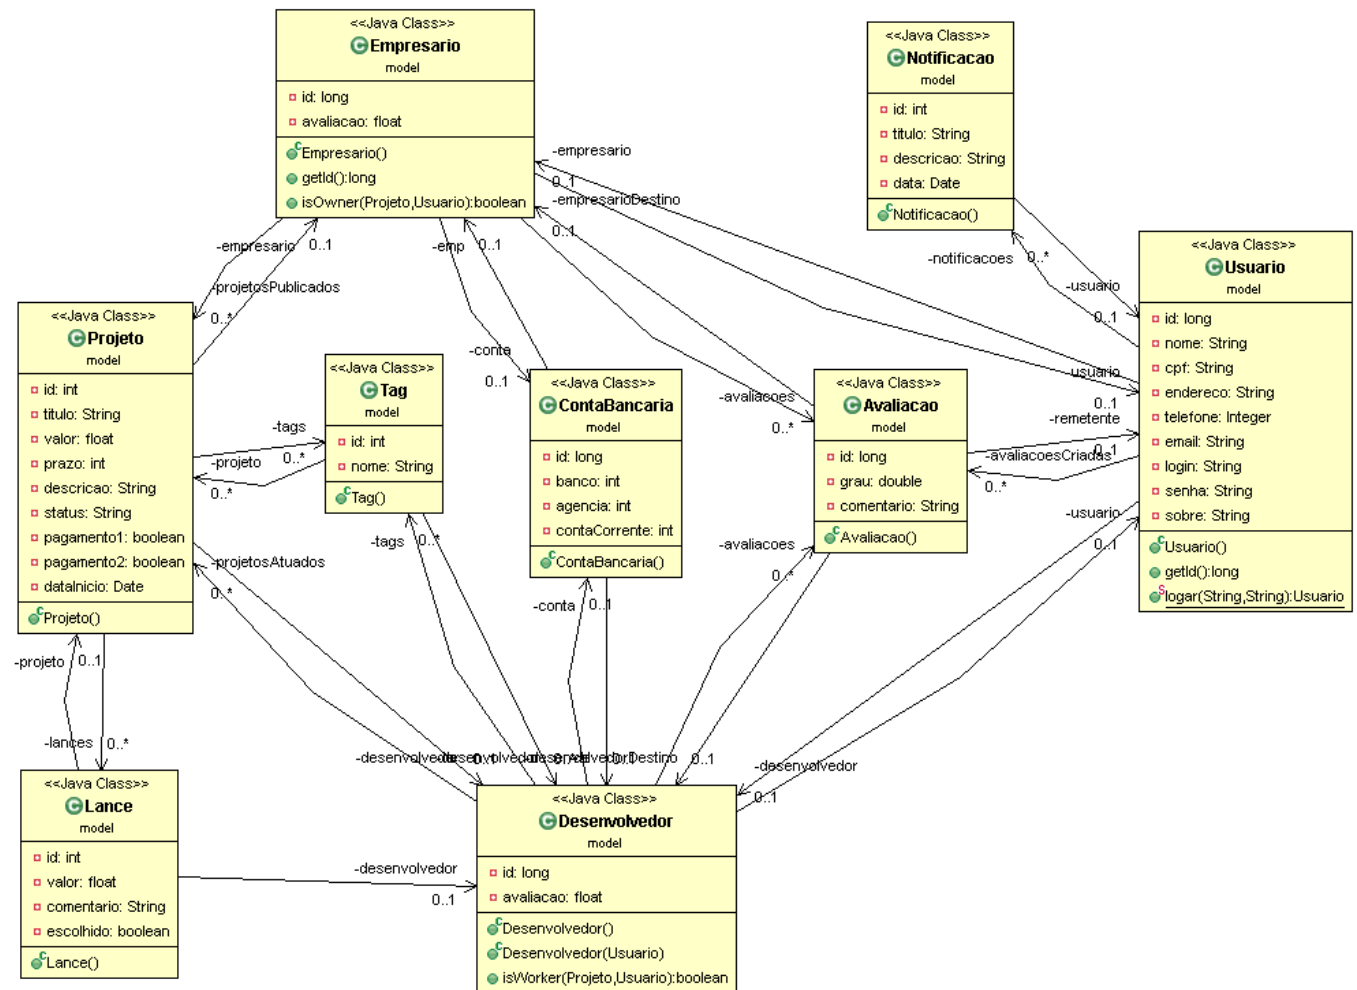 <<Java Class>>
Empresario
model
id: long
avaliacao: float
Empresario()
getId():long
isOwner(Projeto,Usuario):boolean
<<Java Class>>
Notificacao
model
id: int
titulo: String
descricao: String
data: Date
Notificacao()
<<Java Class>>
Usuario
model
id: long
nome: String
cpf: String
endereco: String
telefone: Integer
email: String
login: String
senha: String
sobre: String
Usuario()
getId():long
logar(String,String):Usuario
<<Java Class>>
Projeto
model
id: int
titulo: String
valor: float
prazo: int
descricao: String
status: String
pagamento1: boolean
pagamento2: boolean
dataInicio: Date
Projeto()
<<Java Class>>
Tag
model
id: int
nome: String
Tag()
<<Java Class>>
ContaBancaria
model
id: long
banco: int
agencia: int
contaCorrente: int
ContaBancaria()
<<Java Class>>
Avaliacao
model
id: long
grau: double
comentario: String
Avaliacao()
<<Java Class>>
Lance
model
id: int
valor: float
comentario: String
escolhido: boolean
Lance()
<<Java Class>>
Desenvolvedor
model
id: long
avaliacao: float
Desenvolvedor()
Desenvolvedor(Usuario)
isWorker(Projeto,Usuario):boolean
-empresario
0..1
-empresarioDestino
0..1
-notificacoes
0..*
-usuario
0..1
-empresario
0..1
-projetosPublicados
0..*
-emp
0..1
-conta
0..1
-tags
0..*
-projeto
0..*
-avaliacoes
0..*
usuario
0..1
-remetente
0..1
-avaliacoesCriadas
0..*
-usuario
0..1
-projetosAtuados
0..*
-tags
0..*
-conta
0..1
-avaliacoes
0..*
-projeto
0..1
-lances
0..*
-desenvolvedor
0..1
0..1
-desenvolvedor
0..1
-desenvolvedor
0..1